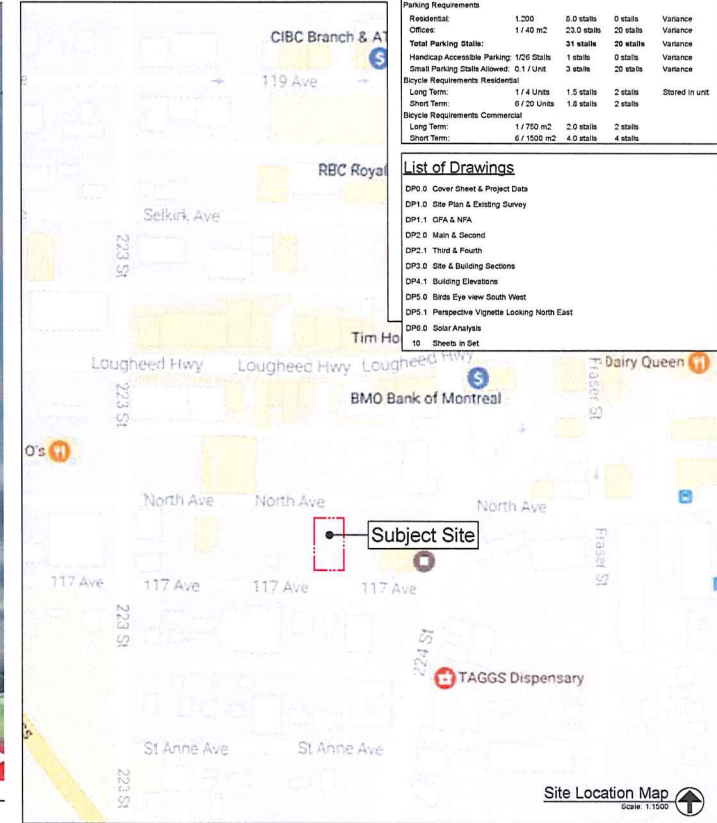 Parking Requirements
Residential: 1.200 8.0 stalls 0 stalls Variance
Offices: 1 / 40 m2 23.0 stalls 20 stalls Variance
Total Parking Stalls: 31 stalls 20 stalls Variance
Handicap Accessible Parking: 1/26 Stalls 1 stalls 0 stalls Variance
Small Parking Stalls Allowed: 0.1 / Unit 3 stalls 20 stalls Variance
Bicycle Requirements Residential
Long Term: 1 / 4 Units 1.5 stalls 2 stalls Stored in unit
Short Term: 6 / 20 Units 1.8 stalls 2 stalls
Bicycle Requirements Commercial
Long Term: 1 / 750 m2 2.0 stalls 2 stalls
Short Term: 6 / 1500 m2 4.0 stalls 4 stalls
List of Drawings
DP0.0 Cover Sheet & Project Data
DP1.0 Site Plan & Existing Survey
DP1.1 GFA & NFA
DP2.0 Main & Second
DP2.1 Third & Fourth
DP3.0 Site & Building Sections
DP4.1 Building Elevations
DP5.0 Birds Eye view South West
DP5.1 Perspective Vignette Looking North East
DP6.0 Solar Analysis
10 Sheets in Set
CIBC Branch & AT
119 Ave
RBC Royal
Selkirk Ave
223 St
Tim Ho
Lougheed Hwy Lougheed Hwy Lougheed Hwy
Dairy Queen
223 St
Fraser St
BMO Bank of Montreal
O's
North Ave North Ave North Ave
Subject Site
Fraser St
117 Ave 117 Ave 117 Ave 117 Ave
223 St
224 St
TAGGS Dispensary
St Anne Ave St Anne Ave
223 St
Site Location Map
Scale: 1:1500